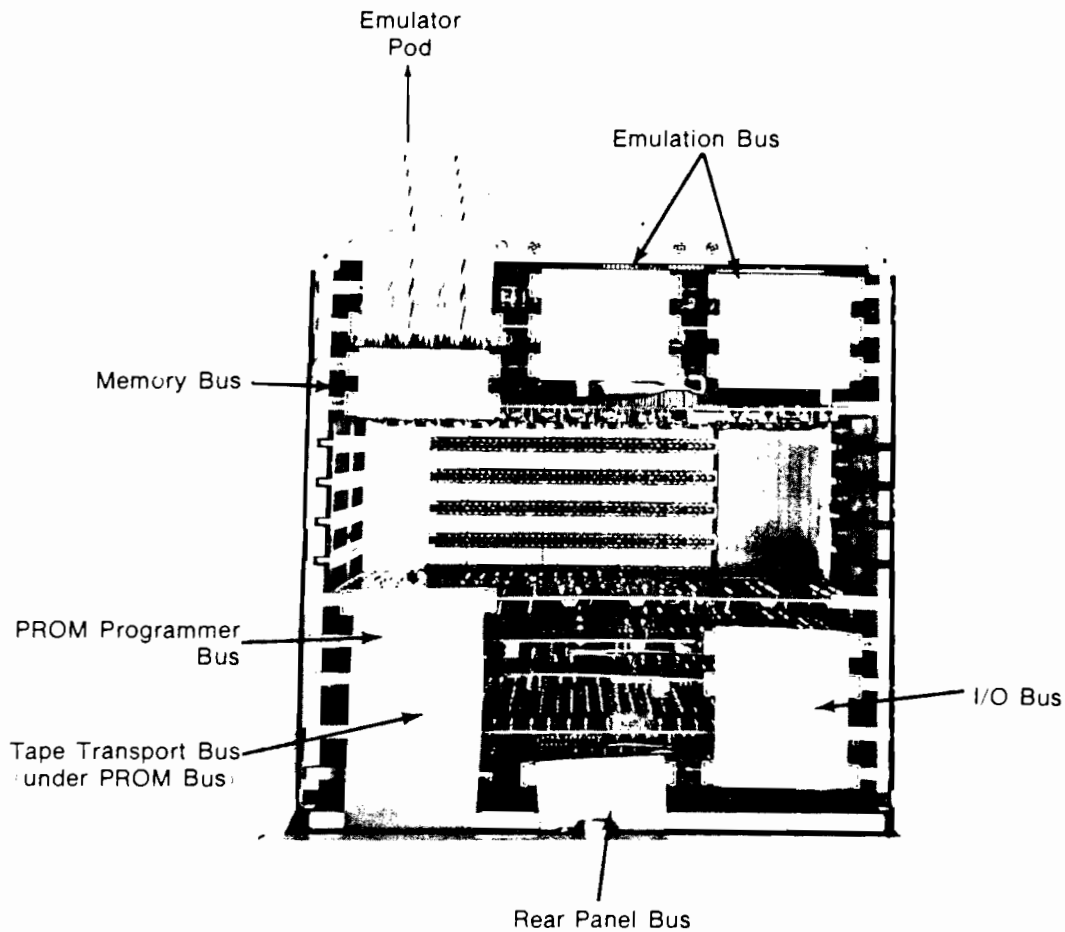 Emulator
Pod
Emulation Bus
Memory Bus
PROM Programmer
Bus
I/O Bus
Tape Transport Bus
(under PROM Bus)
Rear Panel Bus